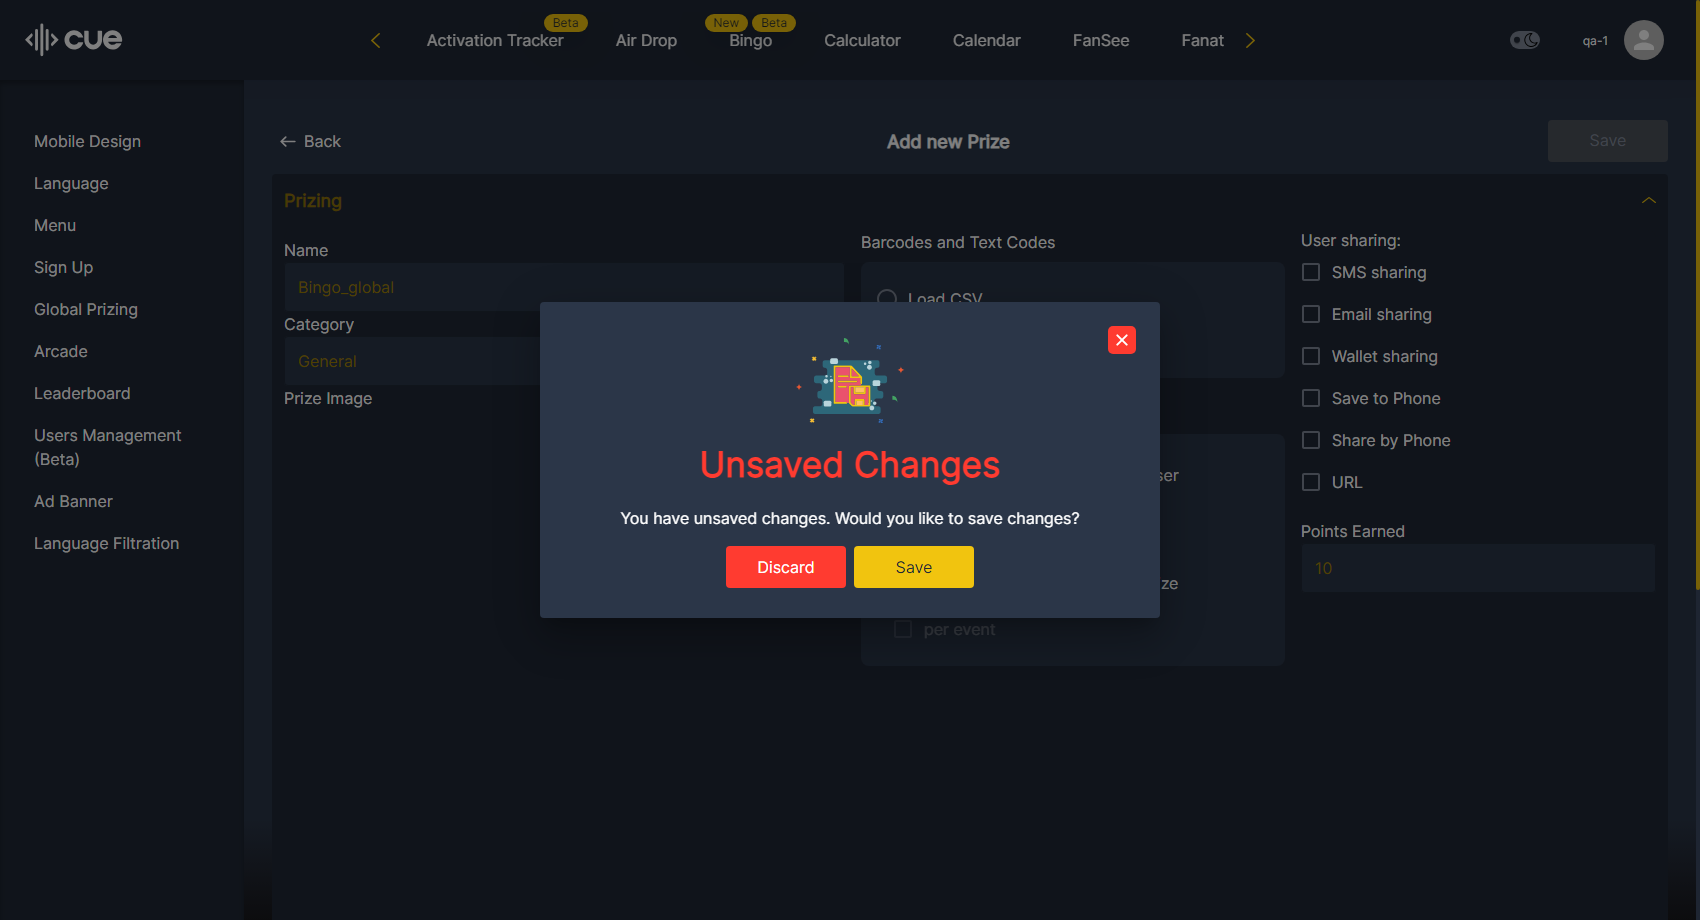 cue
Activation Tracker
Beta
Air Drop
New
Beta
Bingo
Calculator
Calendar
FanSee
Fanat
qa-1
Mobile Design
Language
Menu
Sign Up
Global Prizing
Arcade
Leaderboard
Users Management
(Beta)
Ad Banner
Language Filtration
Back
Add new Prize
Save
Prizing
Name
Bingo_global
Category
General
Prize Image
Barcodes and Text Codes
Load CSV
ser
ze
per event
User sharing:
SMS sharing
Email sharing
Wallet sharing
Save to Phone
Share by Phone
URL
Points Earned
10
Unsaved Changes
You have unsaved changes. Would you like to save changes?
Discard
Save